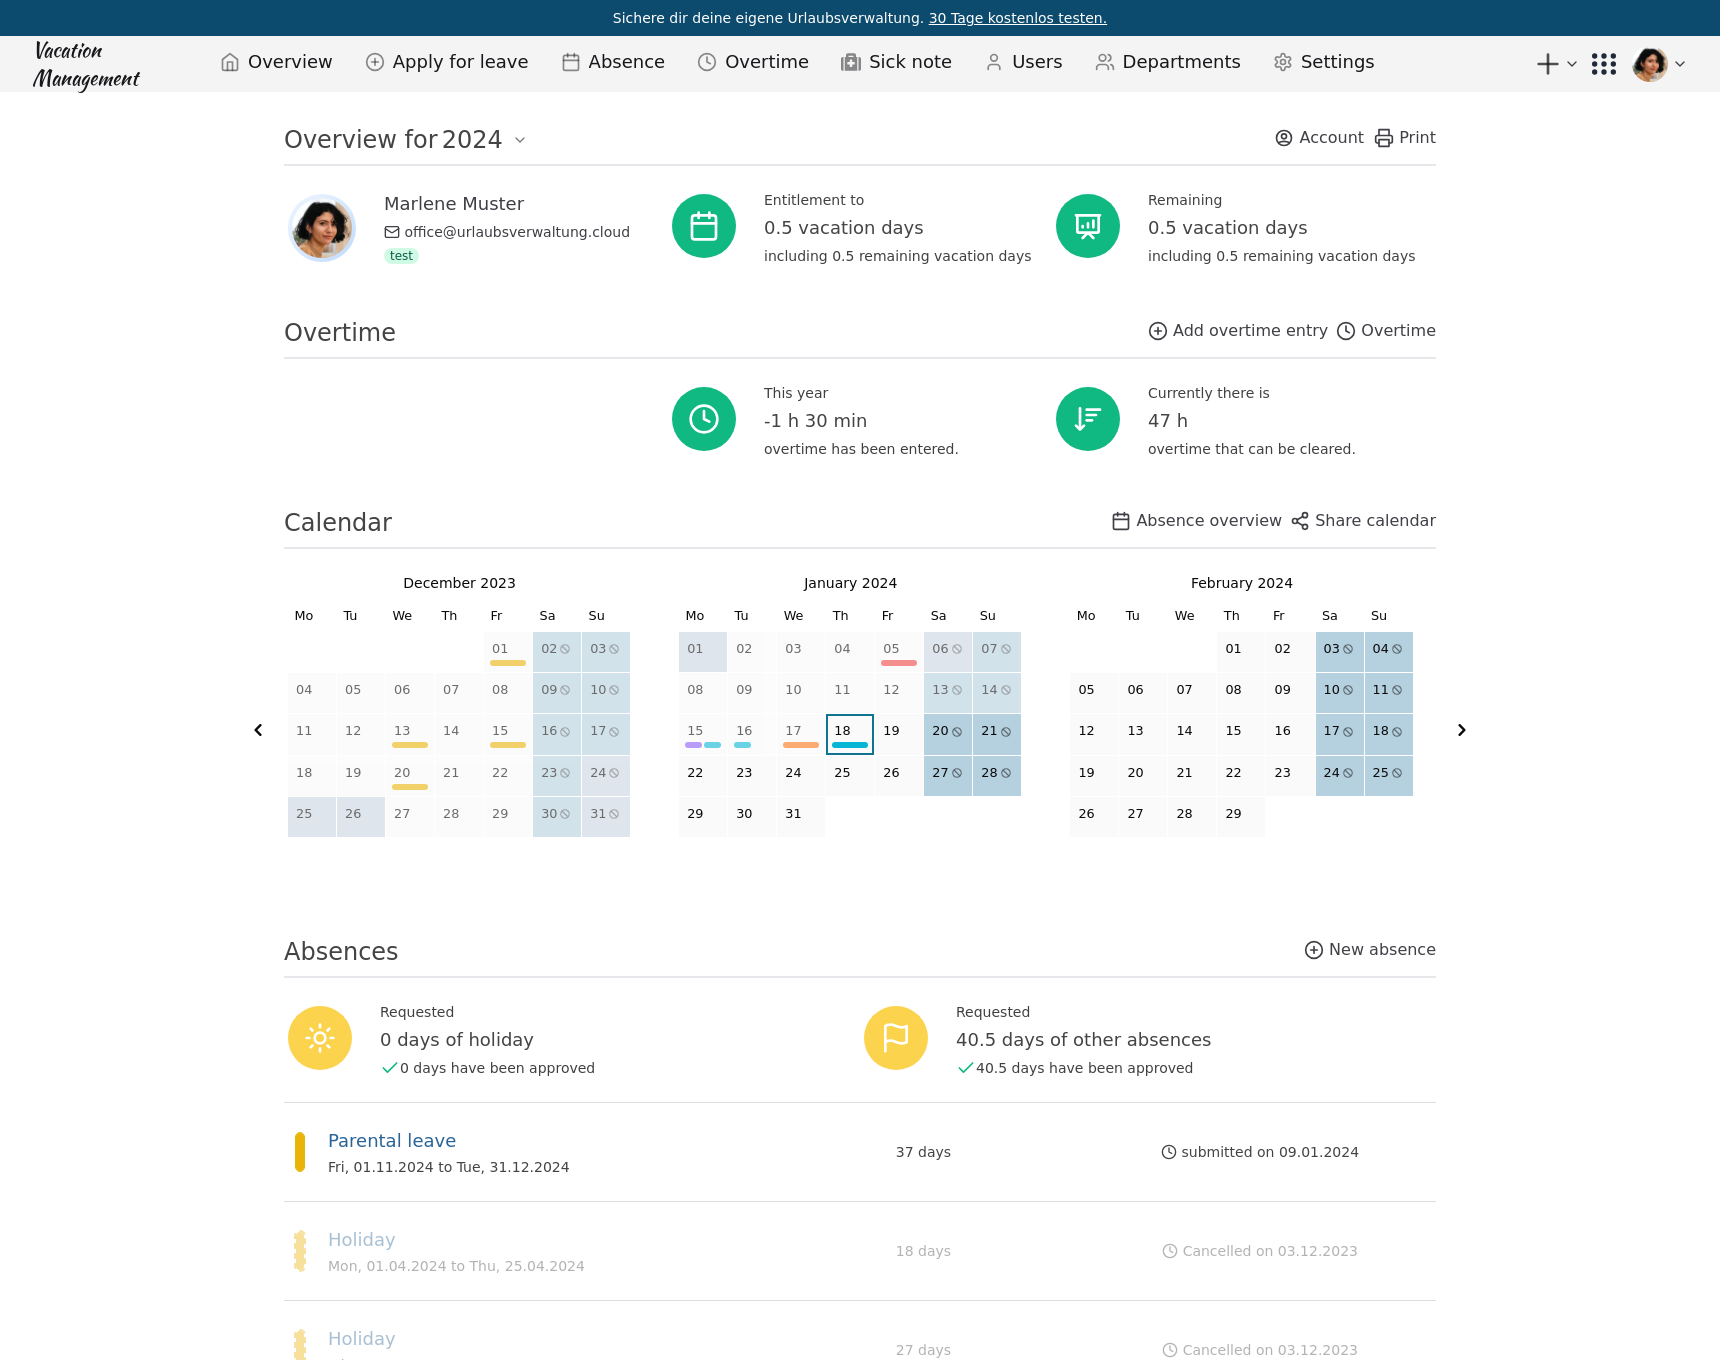 Sichere dir deine eigene Urlaubsverwaltung. 30 Tage kostenlos testen.
Vacation Management
Overview Apply for leave Absence Overtime Sick note Users Departments Settings
Overview for 2024
Account Print
Marlene Muster
office@urlaubsverwaltung.cloud
test
Entitlement to
0.5 vacation days
including 0.5 remaining vacation days
Remaining
0.5 vacation days
including 0.5 remaining vacation days
Overtime
Add overtime entry Overtime
This year
-1 h 30 min
overtime has been entered.
Currently there is
47 h
overtime that can be cleared.
Calendar
Absence overview Share calendar
December 2023
Mo Tu We Th Fr Sa Su
01 02 03
04 05 06 07 08 09 10
11 12 13 14 15 16 17
18 19 20 21 22 23 24
25 26 27 28 29 30 31
January 2024
Mo Tu We Th Fr Sa Su
01 02 03 04 05 06 07
08 09 10 11 12 13 14
15 16 17 18 19 20 21
22 23 24 25 26 27 28
29 30 31
February 2024
Mo Tu We Th Fr Sa Su
01 02 03 04
05 06 07 08 09 10 11
12 13 14 15 16 17 18
19 20 21 22 23 24 25
26 27 28 29
Absences
New absence
Requested
0 days of holiday
0 days have been approved
Requested
40.5 days of other absences
40.5 days have been approved
Parental leave
Fri, 01.11.2024 to Tue, 31.12.2024
37 days
submitted on 09.01.2024
Holiday
Mon, 01.04.2024 to Thu, 25.04.2024
18 days
Cancelled on 03.12.2023
Holiday
27 days
Cancelled on 03.12.2023